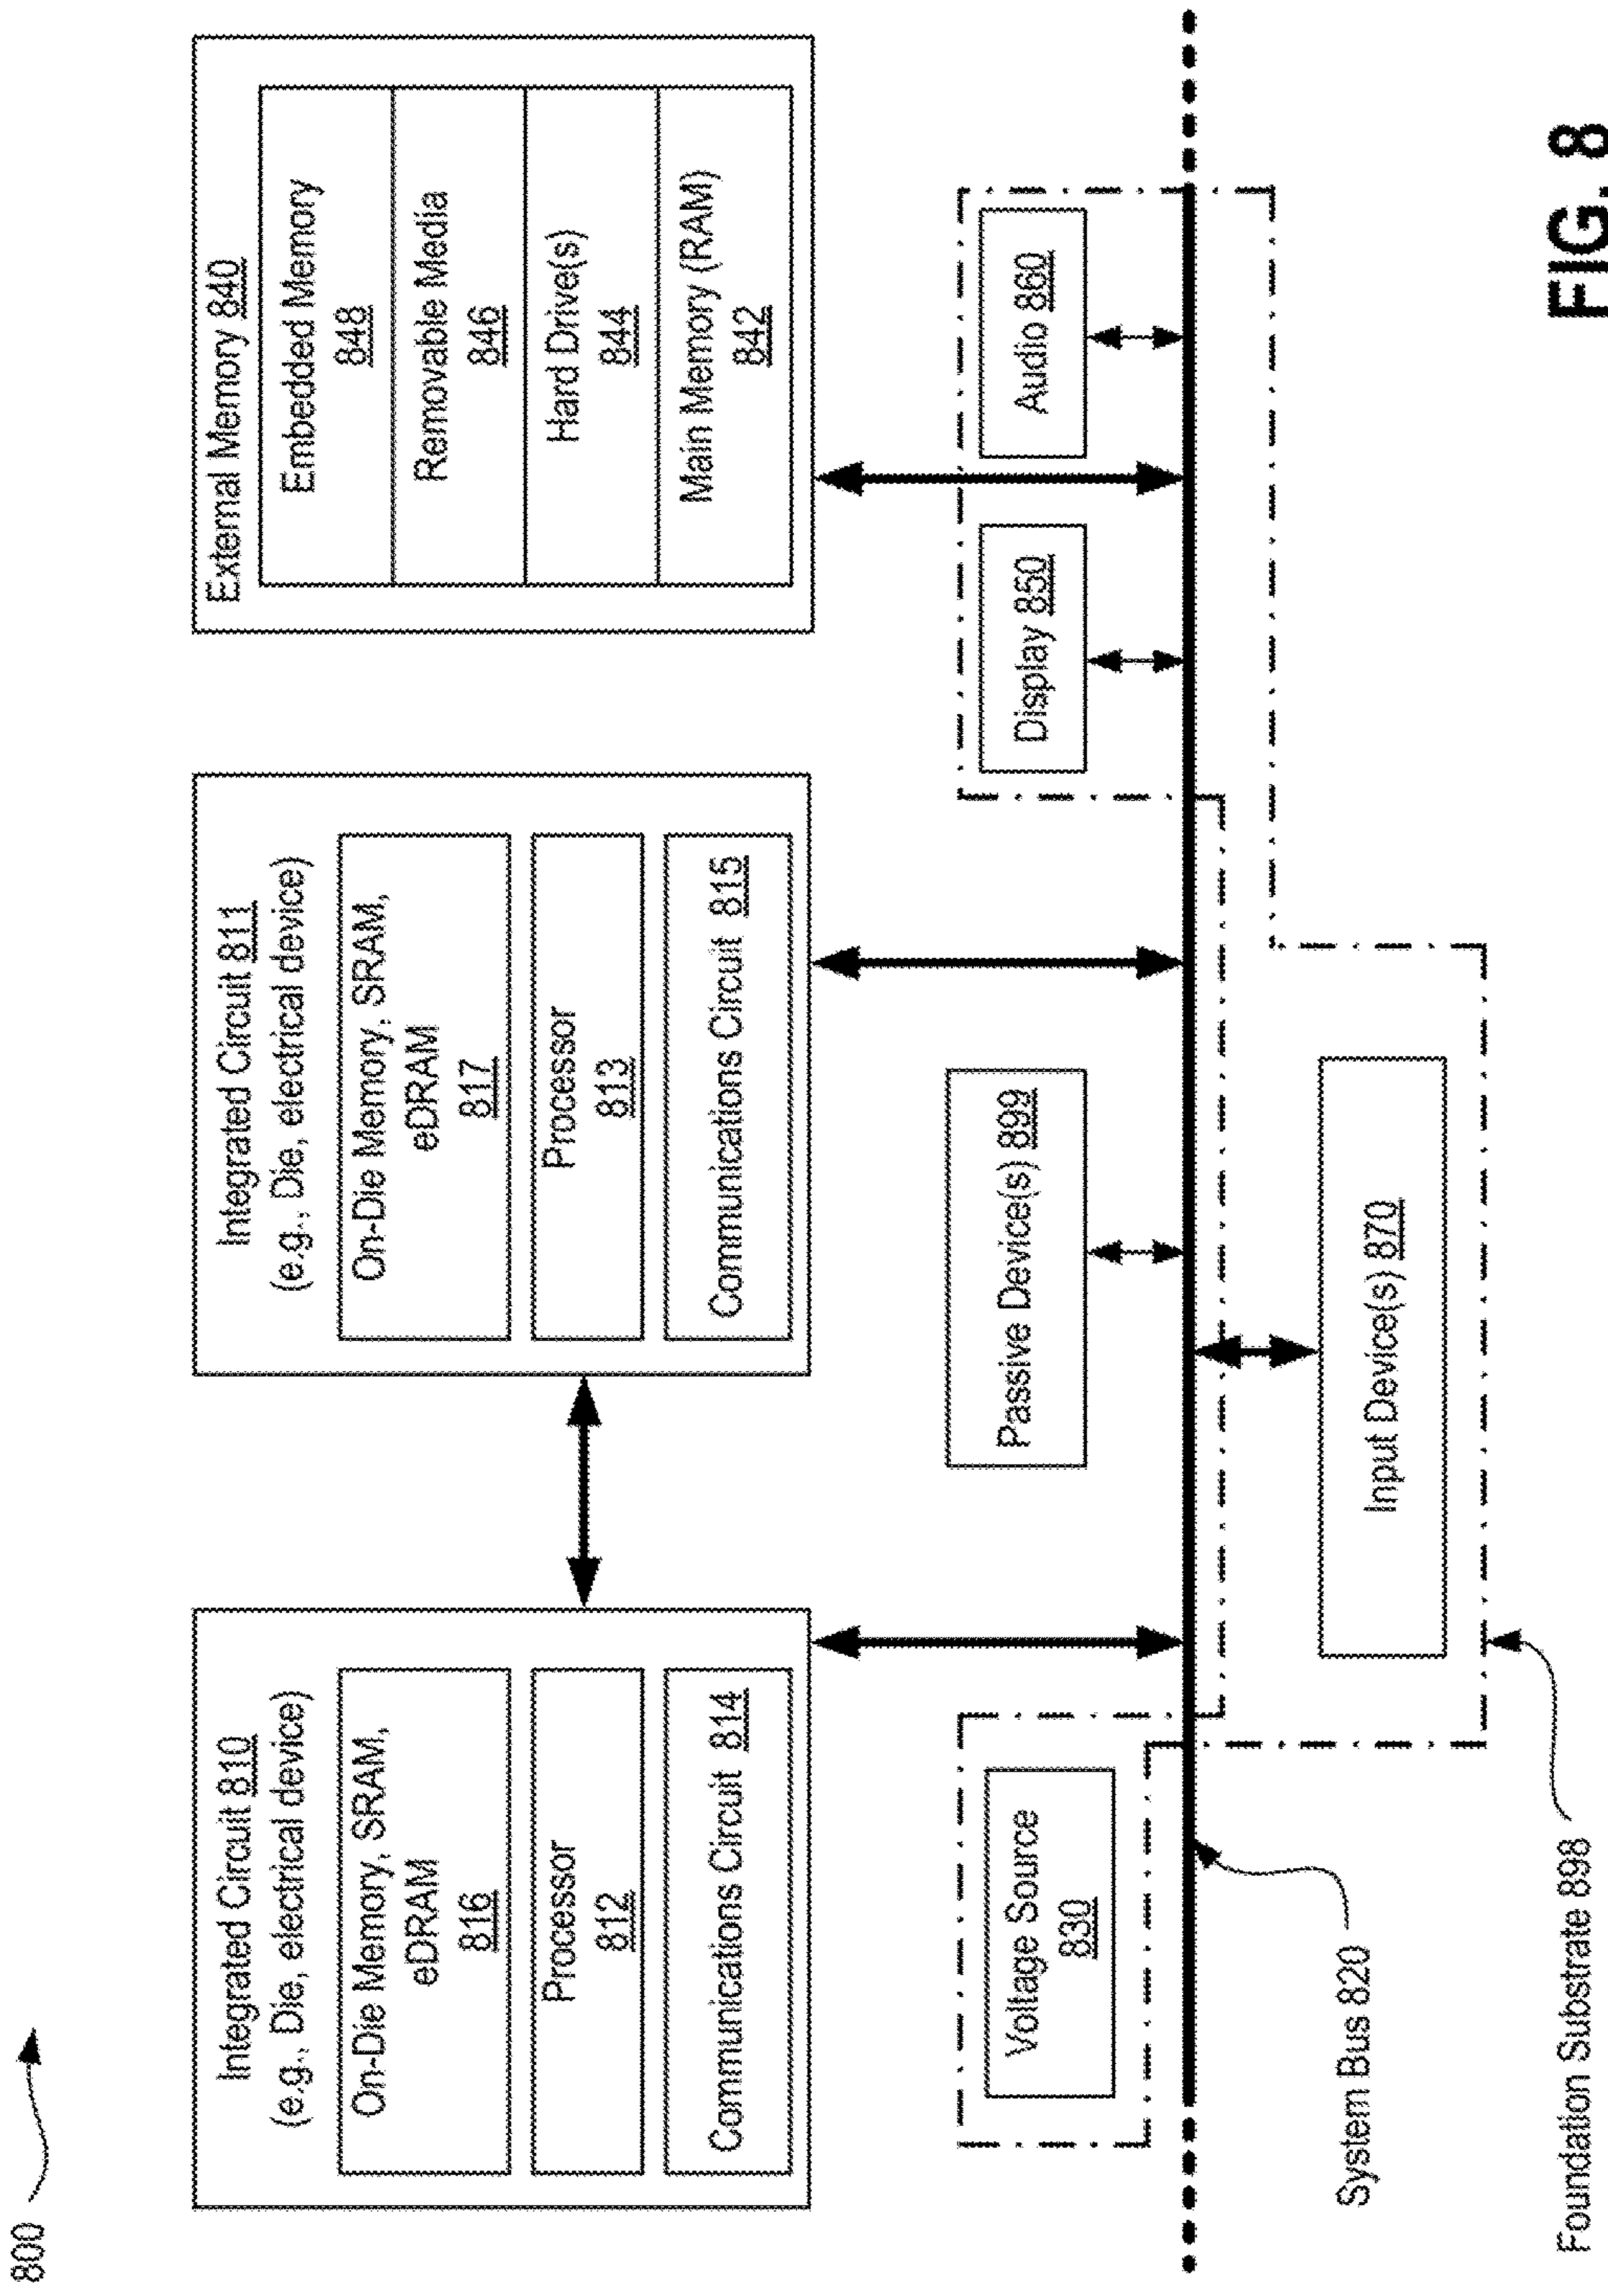 800
Integrated Circuit 810
(e.g., Die, electrical device)
On-Die Memory, SRAM,
eDRAM
816
Processor
812
Communications Circuit 814
Integrated Circuit 811
(e.g., Die, electrical device)
On-Die Memory, SRAM,
eDRAM
817
Processor
813
Communications Circuit 815
External Memory 840
Embedded Memory
848
Removable Media
846
Hard Drive(s)
844
Main Memory (RAM)
842
Voltage Source
830
Passive Device(s) 899
Display 850
Audio 860
Input Device(s) 870
System Bus 820
Foundation Substrate 898
FIG. 8